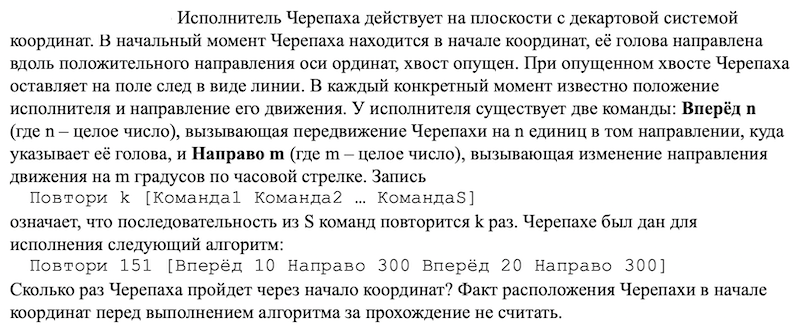 Исполнитель Черепаха действует на плоскости с декартовой системой
координат. В начальный момент Черепаха находится в начале координат, её голова направлена
вдоль положительного направления оси ординат, хвост опущен. При опущенном хвосте Черепаха
оставляет на поле след в виде линии. В каждый конкретный момент известно положение
исполнителя и направление его движения. У исполнителя существует две команды: Вперёд n
(где n – целое число), вызывающая передвижение Черепахи на n единиц в том направлении, куда
указывает её голова, и Направо m (где m – целое число), вызывающая изменение направления
движения на m градусов по часовой стрелке. Запись
Повтори k [Команда1 Команда2 … КомандаS]
означает, что последовательность из S команд повторится k раз. Черепахе был дан для
исполнения следующий алгоритм:
Повтори 151 [Вперёд 10 Направо 300 Вперёд 20 Направо 300]
Сколько раз Черепаха пройдет через начало координат? Факт расположения Черепахи в начале
координат перед выполнением алгоритма за прохождение не считать.